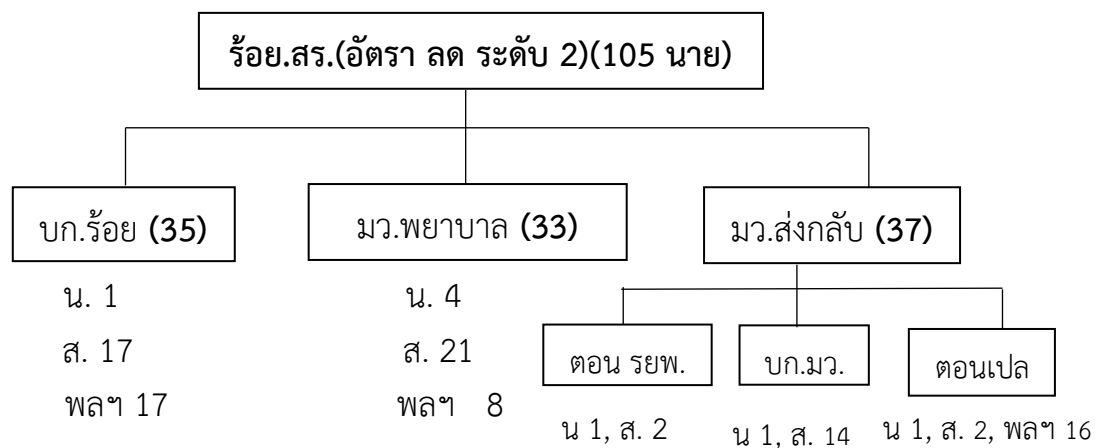 ร้อย.สร.(อัตรา ลด ระดับ 2)(105 นาย)
บก.ร้อย (35)
น. 1
ส. 17
พลฯ 17
มว.พยาบาล (33)
น. 4
ส. 21
พลฯ 8
มว.ส่งกลับ (37)
ตอน รยพ.
น 1, ส. 2
บก.มว.
น 1, ส. 14
ตอนเปล
น 1, ส. 2, พลฯ 16